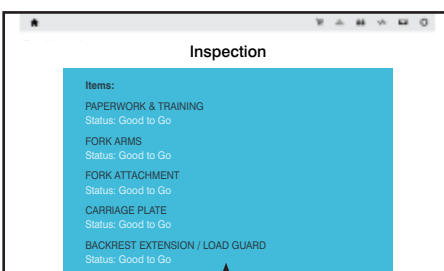 Inspection
Items:
PAPERWORK & TRAINING
Status: Good to Go
FORK ARMS
Status: Good to Go
FORK ATTACHMENT
Status: Good to Go
CARRIAGE PLATE
Status: Good to Go
BACKREST EXTENSION / LOAD GUARD
Status: Good to Go